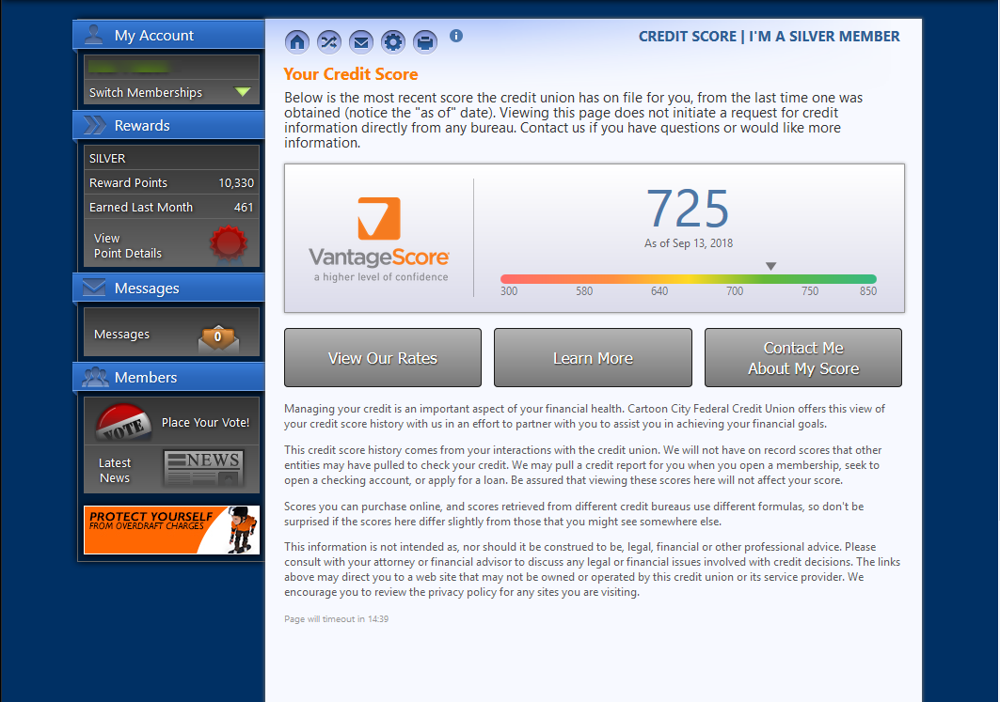 My Account
Switch Memberships
Rewards
SILVER
Reward Points 10,330
Earned Last Month 461
View
Point Details
Messages
Messages 0
Members
VOTE Place Your Vote!
Latest
News
NEWS
PROTECT YOURSELF
FROM OVERDRAFT CHARGES
i
CREDIT SCORE | I'M A SILVER MEMBER
Your Credit Score
Below is the most recent score the credit union has on file for you, from the last time one was
obtained (notice the "as of" date). Viewing this page does not initiate a request for credit
information directly from any bureau. Contact us if you have questions or would like more
information.
VantageScore
a higher level of confidence
725
As of Sep 13, 2018
300 580 640 700 750 850
View Our Rates
Learn More
Contact Me
About My Score
Managing your credit is an important aspect of your financial health. Cartoon City Federal Credit Union offers this view of
your credit score history with us in an effort to partner with you to assist you in achieving your financial goals.
This credit score history comes from your interactions with the credit union. We will not have on record scores that other
entities may have pulled to check your credit. We may pull a credit report for you when you open a membership, seek to
open a checking account, or apply for a loan. Be assured that viewing these scores here will not affect your score.
Scores you can purchase online, and scores retrieved from different credit bureaus use different formulas, so don't be
surprised if the scores here differ slightly from those that you might see somewhere else.
This information is not intended as, nor should it be construed to be, legal, financial or other professional advice. Please
consult with your attorney or financial advisor to discuss any legal or financial issues involved with credit decisions. The links
above may direct you to a web site that may not be owned or operated by this credit union or its service provider. We
encourage you to review the privacy policy for any sites you are visiting.
Page will timeout in 14:39